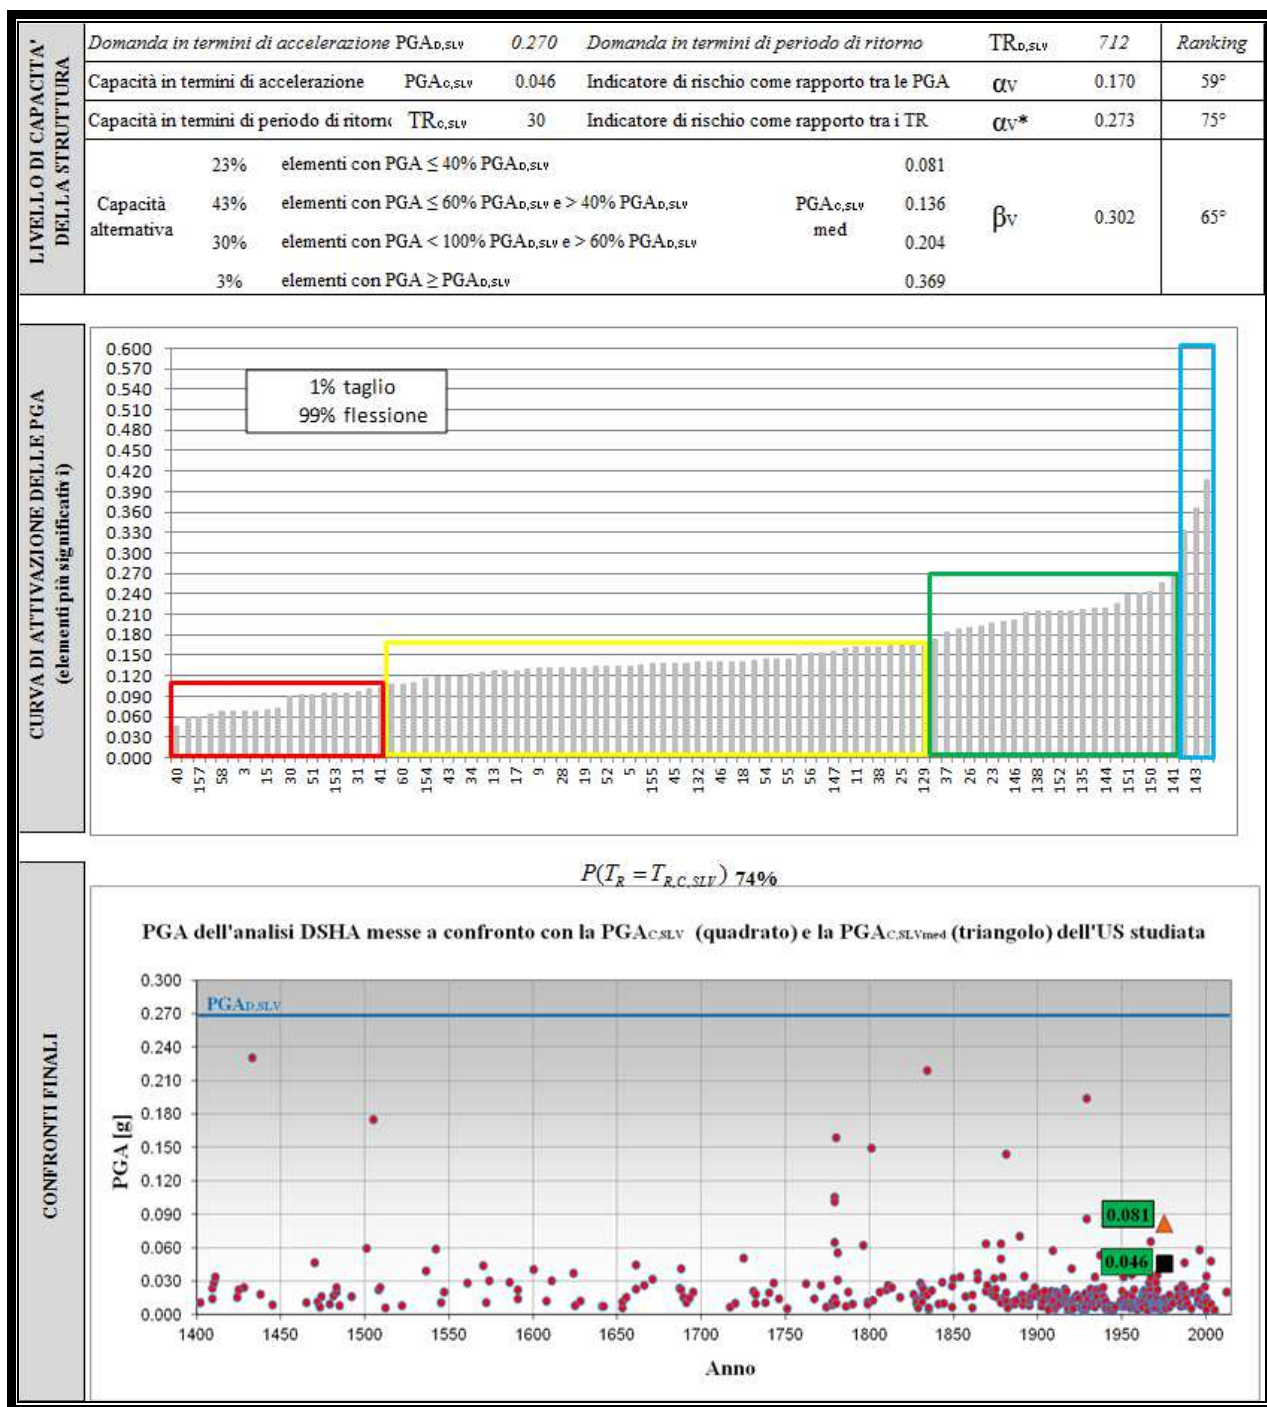 LIVELLO DI CAPACITA'
DELLA STRUTTURA
Domanda in termini di accelerazione PGAD,SLV 0.270 Domanda in termini di periodo di ritorno TRD,SLV 712 Ranking
Capacità in termini di accelerazione PGAC,SLV 0.046 Indicatore di rischio come rapporto tra le PGA αV 0.170 59°
Capacità in termini di periodo di ritorno TRC,SLV 30 Indicatore di rischio come rapporto tra i TR αV* 0.273 75°
23% elementi con PGA ≤ 40% PGAD,SLV 0.081
Capacità alternativa 43% elementi con PGA ≤ 60% PGAD,SLV e > 40% PGAD,SLV PGAC,SLV med 0.136 βV 0.302 65°
30% elementi con PGA < 100% PGAD,SLV e > 60% PGAD,SLV 0.204
3% elementi con PGA ≥ PGAD,SLV 0.369
CURVA DI ATTIVAZIONE DELLE PGA
(elementi più significativi)
0.600
0.570
0.540
0.510
0.480
0.450
0.420
0.390
0.360
0.330
0.300
0.270
0.240
0.210
0.180
0.150
0.120
0.090
0.060
0.030
0.000
1% taglio
99% flessione
40 157 58 3 15 30 51 153 31 41 60 154 43 34 13 17 9 28 19 52 5 155 45 132 46 18 54 55 56 147 11 38 25 129 37 26 23 146 138 152 135 144 151 150 141 143
CONFRONTI FINALI
P(TR = TR,C,SLV) 74%
PGA dell'analisi DSHA messe a confronto con la PGAC,SLV (quadrato) e la PGAC,SLVmed (triangolo) dell'US studiata
PGA [g]
0.300
0.270
0.240
0.210
0.180
0.150
0.120
0.090
0.060
0.030
0.000
PGAD,SLV
0.081
0.046
1400 1450 1500 1550 1600 1650 1700 1750 1800 1850 1900 1950 2000
Anno